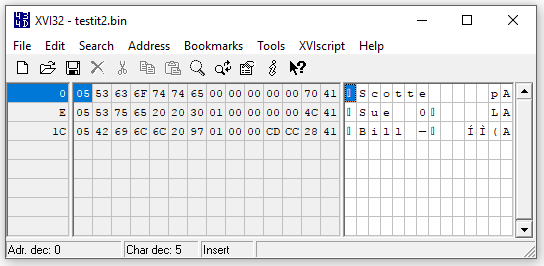 XVI32 - testit2.bin
File Edit Search Address Bookmarks Tools XVIscript Help
0 05 53 63 6F 74 74 65 00 00 00 00 00 70 41 Scotte pA
E 05 53 75 65 20 20 30 01 00 00 00 00 4C 41 Sue 0 LA
1C 05 42 69 6C 6C 20 97 01 00 00 CD CC 28 41 Bill — ÍÌ(A
Adr. dec: 0 Char dec: 5 Insert